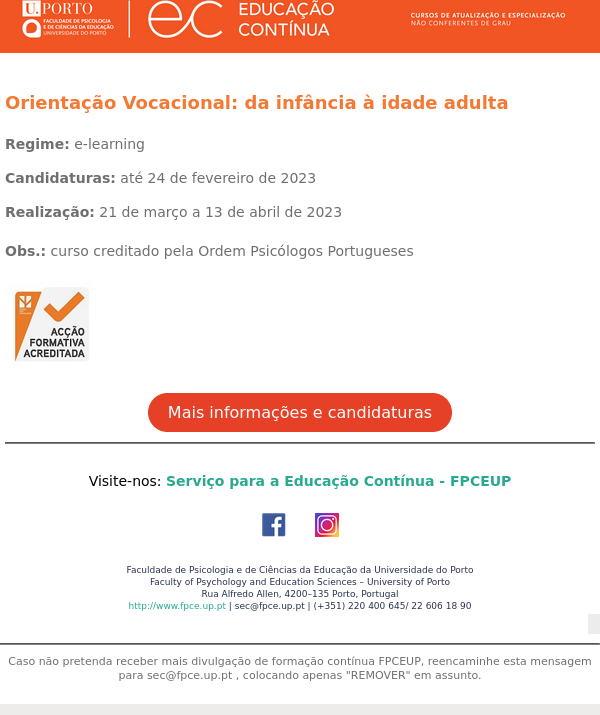 U.PORTO
FACULDADE DE PSICOLOGIA
E DE CIÊNCIAS DA EDUCAÇÃO
UNIVERSIDADE DO PORTO
ec
EDUCAÇÃO
CONTÍNUA
CURSOS DE ATUALIZAÇÃO E ESPECIALIZAÇÃO
NÃO CONFERENTES DE GRAU
Orientação Vocacional: da infância à idade adulta
Regime: e-learning
Candidaturas: até 24 de fevereiro de 2023
Realização: 21 de março a 13 de abril de 2023
Obs.: curso creditado pela Ordem Psicólogos Portugueses
ACÇÃO
FORMATIVA
ACREDITADA
Mais informações e candidaturas
Visite-nos: Serviço para a Educação Contínua - FPCEUP
Faculdade de Psicologia e de Ciências da Educação da Universidade do Porto
Faculty of Psychology and Education Sciences – University of Porto
Rua Alfredo Allen, 4200–135 Porto, Portugal
http://www.fpce.up.pt | sec@fpce.up.pt | (+351) 220 400 645/ 22 606 18 90
Caso não pretenda receber mais divulgação de formação contínua FPCEUP, reencaminhe esta mensagem
para sec@fpce.up.pt , colocando apenas "REMOVER" em assunto.